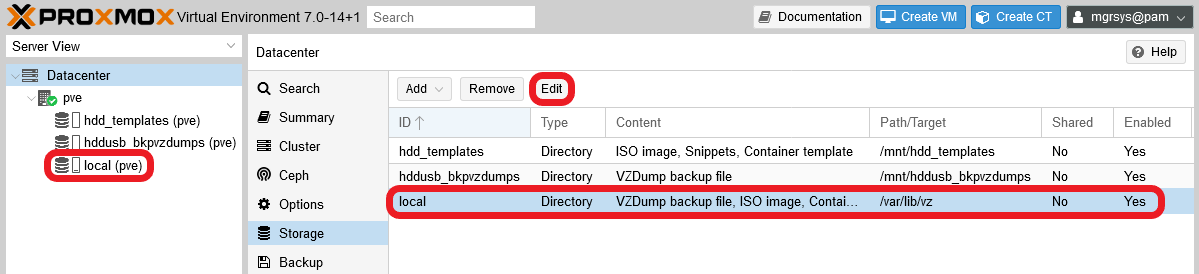 PROXMOX Virtual Environment 7.0-14+1 Search Documentation Create VM Create CT mgrsys@pam
Server View
Datacenter
pve
hdd_templates (pve)
hddusb_bkpvzdumps (pve)
local (pve)
Datacenter Help
Search
Summary
Cluster
Ceph
Options
Storage
Backup
Add Remove Edit
ID Type Content Path/Target Shared Enabled
hdd_templates Directory ISO image, Snippets, Container template /mnt/hdd_templates No Yes
hddusb_bkpvzdumps Directory VZDump backup file /mnt/hddusb_bkpvzdumps No Yes
local Directory VZDump backup file, ISO image, Contai... /var/lib/vz No Yes